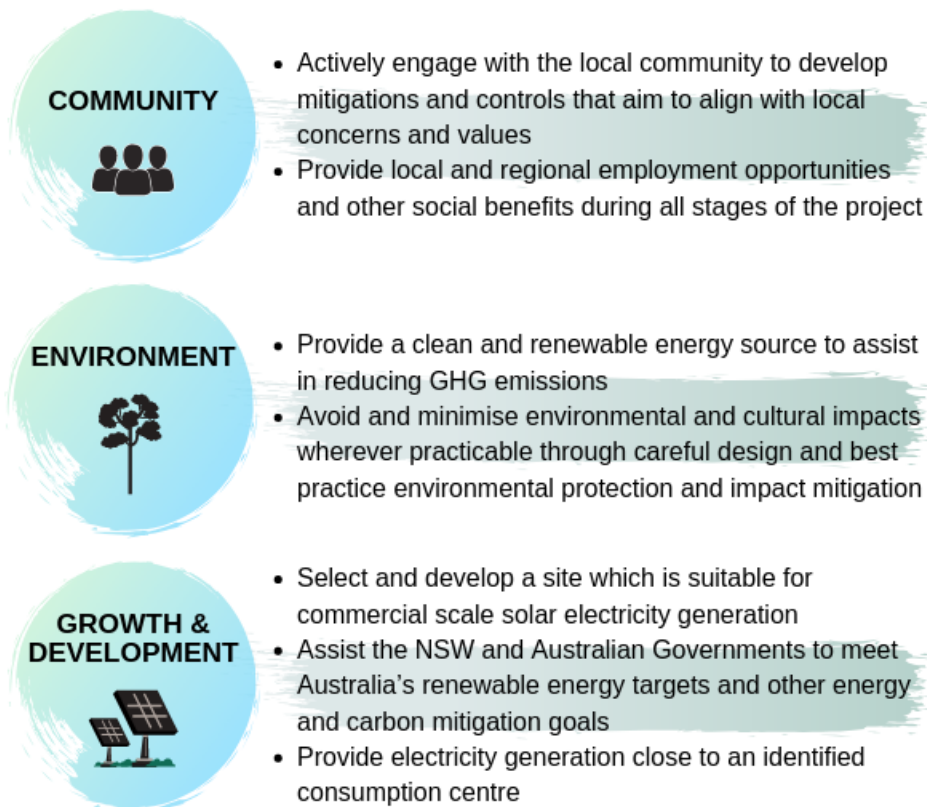 COMMUNITY
• Actively engage with the local community to develop
mitigations and controls that aim to align with local
concerns and values
• Provide local and regional employment opportunities
and other social benefits during all stages of the project
ENVIRONMENT
• Provide a clean and renewable energy source to assist
in reducing GHG emissions
• Avoid and minimise environmental and cultural impacts
wherever practicable through careful design and best
practice environmental protection and impact mitigation
GROWTH &
DEVELOPMENT
• Select and develop a site which is suitable for
commercial scale solar electricity generation
• Assist the NSW and Australian Governments to meet
Australia’s renewable energy targets and other energy
and carbon mitigation goals
• Provide electricity generation close to an identified
consumption centre